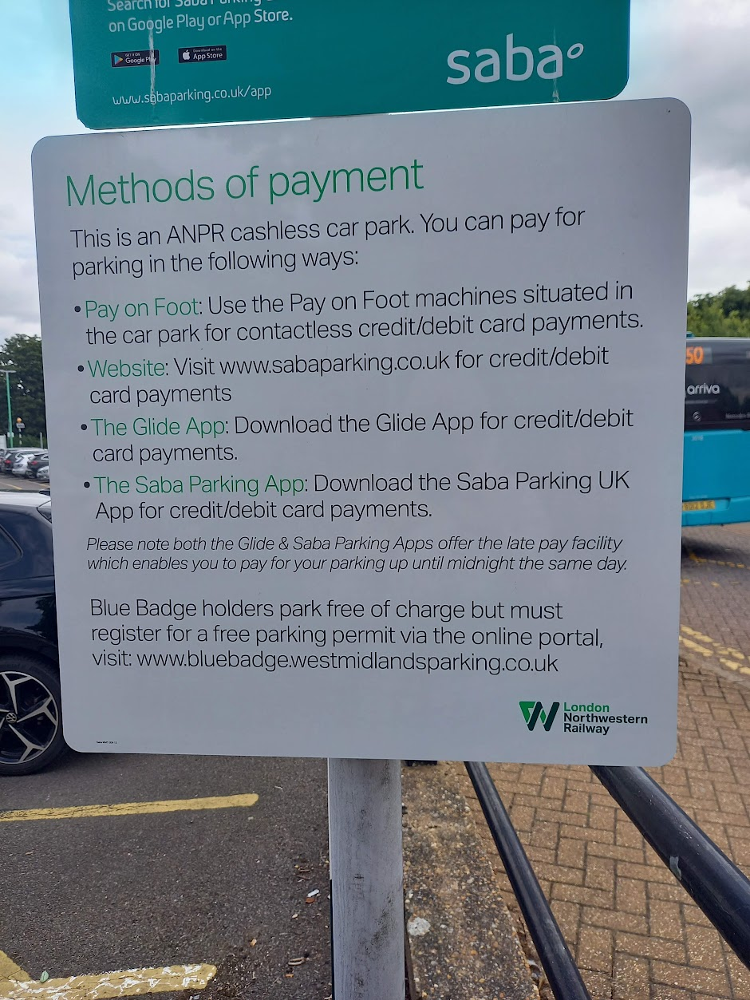 Search for Saba Parking
on Google Play or App Store.
GET IT ON
Google Play
Download on the
App Store
saba
www.sabaparking.co.uk/app
Methods of payment
This is an ANPR cashless car park. You can pay for
parking in the following ways:
• Pay on Foot: Use the Pay on Foot machines situated in
the car park for contactless credit/debit card payments.
• Website: Visit www.sabaparking.co.uk for credit/debit
card payments
• The Glide App: Download the Glide App for credit/debit
card payments.
• The Saba Parking App: Download the Saba Parking UK
App for credit/debit card payments.
Please note both the Glide & Saba Parking Apps offer the late pay facility
which enables you to pay for your parking up until midnight the same day.
Blue Badge holders park free of charge but must
register for a free parking permit via the online portal,
visit: www.bluebadge.westmidlandsparking.co.uk
London
Northwestern
Railway
50
arriva